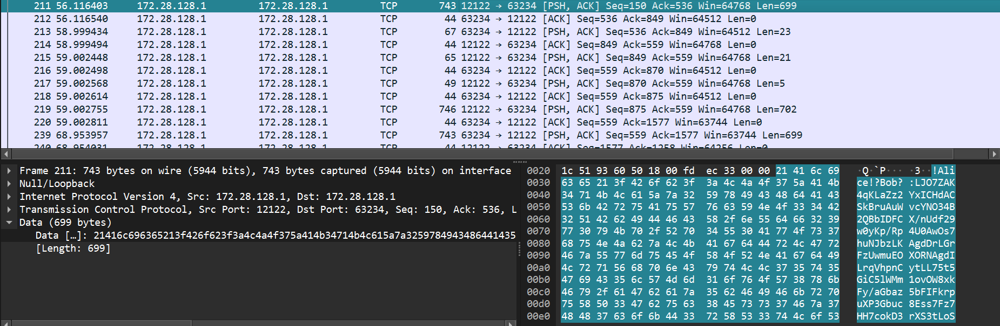 211 56.116403 172.28.128.1 172.28.128.1 TCP 743 12122 → 63234 [PSH, ACK] Seq=150 Ack=536 Win=64768 Len=699
212 56.116540 172.28.128.1 172.28.128.1 TCP 44 63234 → 12122 [ACK] Seq=536 Ack=849 Win=64512 Len=0
213 58.999434 172.28.128.1 172.28.128.1 TCP 67 63234 → 12122 [PSH, ACK] Seq=536 Ack=849 Win=64512 Len=23
214 58.999494 172.28.128.1 172.28.128.1 TCP 44 12122 → 63234 [ACK] Seq=849 Ack=559 Win=64768 Len=0
215 59.002448 172.28.128.1 172.28.128.1 TCP 65 12122 → 63234 [PSH, ACK] Seq=849 Ack=559 Win=64768 Len=21
216 59.002498 172.28.128.1 172.28.128.1 TCP 44 63234 → 12122 [ACK] Seq=559 Ack=870 Win=64512 Len=0
217 59.002568 172.28.128.1 172.28.128.1 TCP 49 12122 → 63234 [PSH, ACK] Seq=870 Ack=559 Win=64768 Len=5
218 59.002614 172.28.128.1 172.28.128.1 TCP 44 63234 → 12122 [ACK] Seq=559 Ack=875 Win=64512 Len=0
219 59.002755 172.28.128.1 172.28.128.1 TCP 746 12122 → 63234 [PSH, ACK] Seq=875 Ack=559 Win=64768 Len=702
220 59.002811 172.28.128.1 172.28.128.1 TCP 44 63234 → 12122 [ACK] Seq=559 Ack=1577 Win=63744 Len=0
239 68.953957 172.28.128.1 172.28.128.1 TCP 743 63234 → 12122 [PSH, ACK] Seq=559 Ack=1577 Win=63744 Len=699
240 68.954031 172.28.128.1 172.28.128.1 TCP 44 12122 → 63234 [ACK] Seq=1577 Ack=1258 Win=64256 Len=0
Frame 211: 743 bytes on wire (5944 bits), 743 bytes captured (5944 bits) on interface
Null/Loopback
Internet Protocol Version 4, Src: 172.28.128.1, Dst: 172.28.128.1
Transmission Control Protocol, Src Port: 12122, Dst Port: 63234, Seq: 150, Ack: 536, L
Data (699 bytes)
Data […]: 21416c696365213f426f623f3a4c4a4f375a414b34714b4c615a7a3259784943486441435
[Length: 699]
0020 1c 51 93 60 50 18 00 fd ec 33 00 00 21 41 6c 69 ·Q·`P··· ·3··!Ali
0030 63 65 21 3f 42 6f 62 3f 3a 4c 4a 4f 37 5a 41 4b ce!?Bob? :LJO7ZAK
0040 34 71 4b 4c 61 5a 7a 32 59 78 49 43 48 64 41 43 4qKLaZz2 YxICHdAC
0050 53 6b 42 72 75 41 75 57 76 63 59 4e 4f 33 34 42 SkBruAuW vcYNO34B
0060 32 51 42 62 49 44 46 43 58 2f 6e 55 64 66 32 39 2QBbIDFC X/nUdf29
0070 77 30 79 4b 70 2f 52 70 34 55 30 41 77 4f 73 37 w0yKp/Rp 4U0AwOs7
0080 68 75 4e 4a 62 7a 4c 4b 41 67 64 44 72 4c 47 72 huNJbzLK AgdDrLGr
0090 46 7a 55 77 6d 75 45 4f 58 4f 52 4e 41 67 64 49 FzUwmuEO XORNAgdI
00a0 4c 72 71 56 68 70 6e 43 79 74 4c 4c 37 35 74 35 LrqVhpnC ytLL75t5
00b0 47 69 43 35 6c 57 4d 6d 31 6f 76 4f 57 38 78 6b GiC5lWMm 1ovOW8xk
00c0 46 79 2f 61 47 62 61 7a 35 62 46 49 46 6b 72 70 Fy/aGbaz 5bFIFkrp
00d0 75 58 50 33 47 62 75 63 38 45 73 73 37 46 7a 37 uXP3Gbuc 8Ess7Fz7
00e0 48 48 37 63 6f 6b 44 33 72 58 53 33 74 4c 6f 53 HH7cokD3 rXS3tLoS